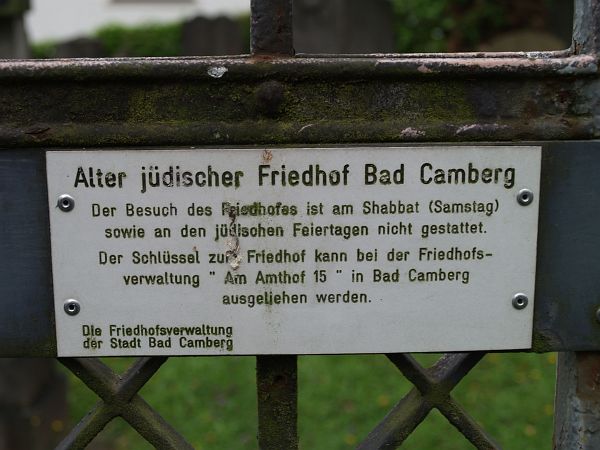 Alter jüdischer Friedhof Bad Camberg
Der Besuch des Friedhofes ist am Shabbat (Samstag)
sowie an den jüdischen Feiertagen nicht gestattet.
Der Schlüssel zum Friedhof kann bei der Friedhofs-
verwaltung " Am Amthof 15 " in Bad Camberg
ausgeliehen werden.
Die Friedhofsverwaltung
der Stadt Bad Camberg